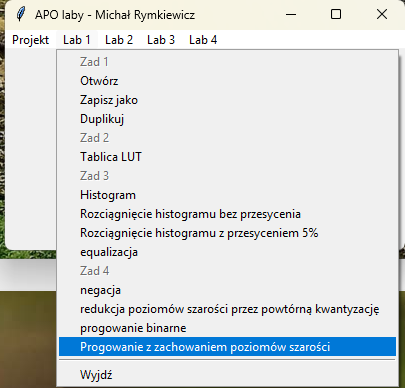 APO laby - Michał Rymkiewicz
Projekt Lab 1 Lab 2 Lab 3 Lab 4
Zad 1
Otwórz
Zapisz jako
Duplikuj
Zad 2
Tablica LUT
Zad 3
Histogram
Rozciągnięcie histogramu bez przesycenia
Rozciągnięcie histogramu z przesyceniem 5%
equalizacja
Zad 4
negacja
redukcja poziomów szarości przez powtórną kwantyzację
progowanie binarne
Progowanie z zachowaniem poziomów szarości
Wyjdź